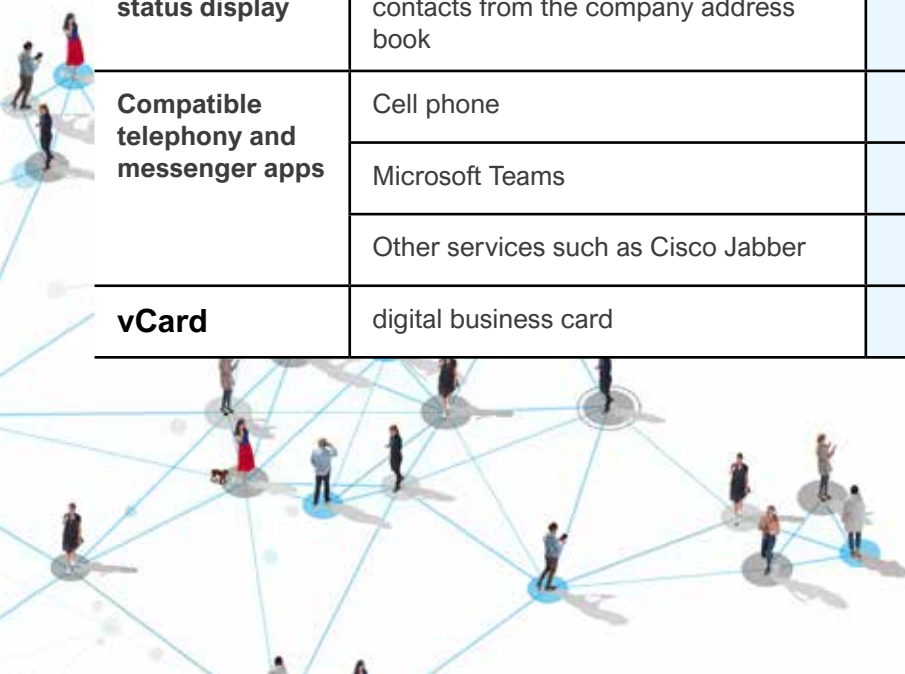 status display
contacts from the company address
book
Compatible
telephony and
messenger apps
Cell phone
Microsoft Teams
Other services such as Cisco Jabber
vCard
digital business card